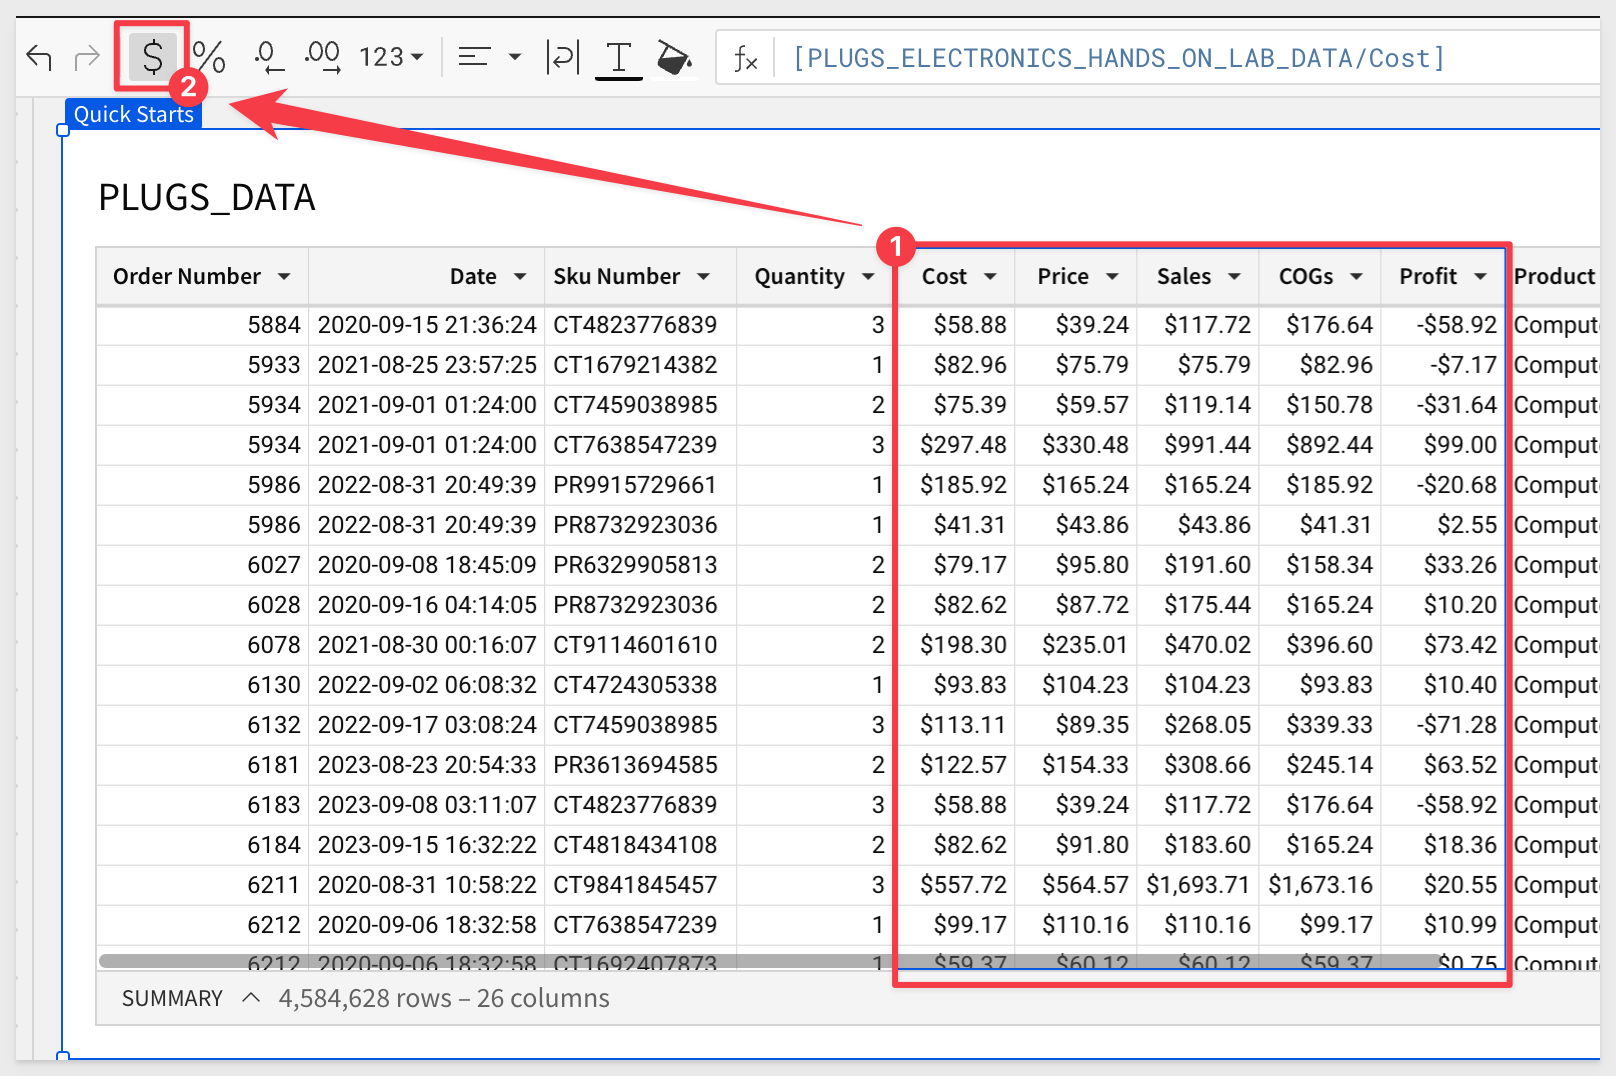 $ % .0 .00 123 T fx [PLUGS_ELECTRONICS_HANDS_ON_LAB_DATA/Cost]
2
Quick Starts
PLUGS_DATA
1
Order Number Date Sku Number Quantity Cost Price Sales COGs Profit Product
5884 2020-09-15 21:36:24 CT4823776839 3 $58.88 $39.24 $117.72 $176.64 -$58.92 Compute
5933 2021-08-25 23:57:25 CT1679214382 1 $82.96 $75.79 $75.79 $82.96 -$7.17 Compute
5934 2021-09-01 01:24:00 CT7459038985 2 $75.39 $59.57 $119.14 $150.78 -$31.64 Compute
5934 2021-09-01 01:24:00 CT7638547239 3 $297.48 $330.48 $991.44 $892.44 $99.00 Compute
5986 2022-08-31 20:49:39 PR9915729661 1 $185.92 $165.24 $165.24 $185.92 -$20.68 Compute
5986 2022-08-31 20:49:39 PR8732923036 1 $41.31 $43.86 $43.86 $41.31 $2.55 Compute
6027 2020-09-08 18:45:09 PR6329905813 2 $79.17 $95.80 $191.60 $158.34 $33.26 Compute
6028 2020-09-16 04:14:05 PR8732923036 2 $82.62 $87.72 $175.44 $165.24 $10.20 Compute
6078 2021-08-30 00:16:07 CT9114601610 2 $198.30 $235.01 $470.02 $396.60 $73.42 Compute
6130 2022-09-02 06:08:32 CT4724305338 1 $93.83 $104.23 $104.23 $93.83 $10.40 Compute
6132 2022-09-17 03:08:24 CT7459038985 3 $113.11 $89.35 $268.05 $339.33 -$71.28 Compute
6181 2023-08-23 20:54:33 PR3613694585 2 $122.57 $154.33 $308.66 $245.14 $63.52 Compute
6183 2023-09-08 03:11:07 CT4823776839 3 $58.88 $39.24 $117.72 $176.64 -$58.92 Compute
6184 2023-09-15 16:32:22 CT4818434108 2 $82.62 $91.80 $183.60 $165.24 $18.36 Compute
6211 2020-08-31 10:58:22 CT9841845457 3 $557.72 $564.57 $1,693.71 $1,673.16 $20.55 Compute
6212 2020-09-06 18:32:58 CT7638547239 1 $99.17 $110.16 $110.16 $99.17 $10.99 Compute
6212 2020-09-06 18:32:58 CT1692407873 1 $59.37 $60.12 $60.12 $59.37 $0.75 Compute
SUMMARY 4,584,628 rows – 26 columns